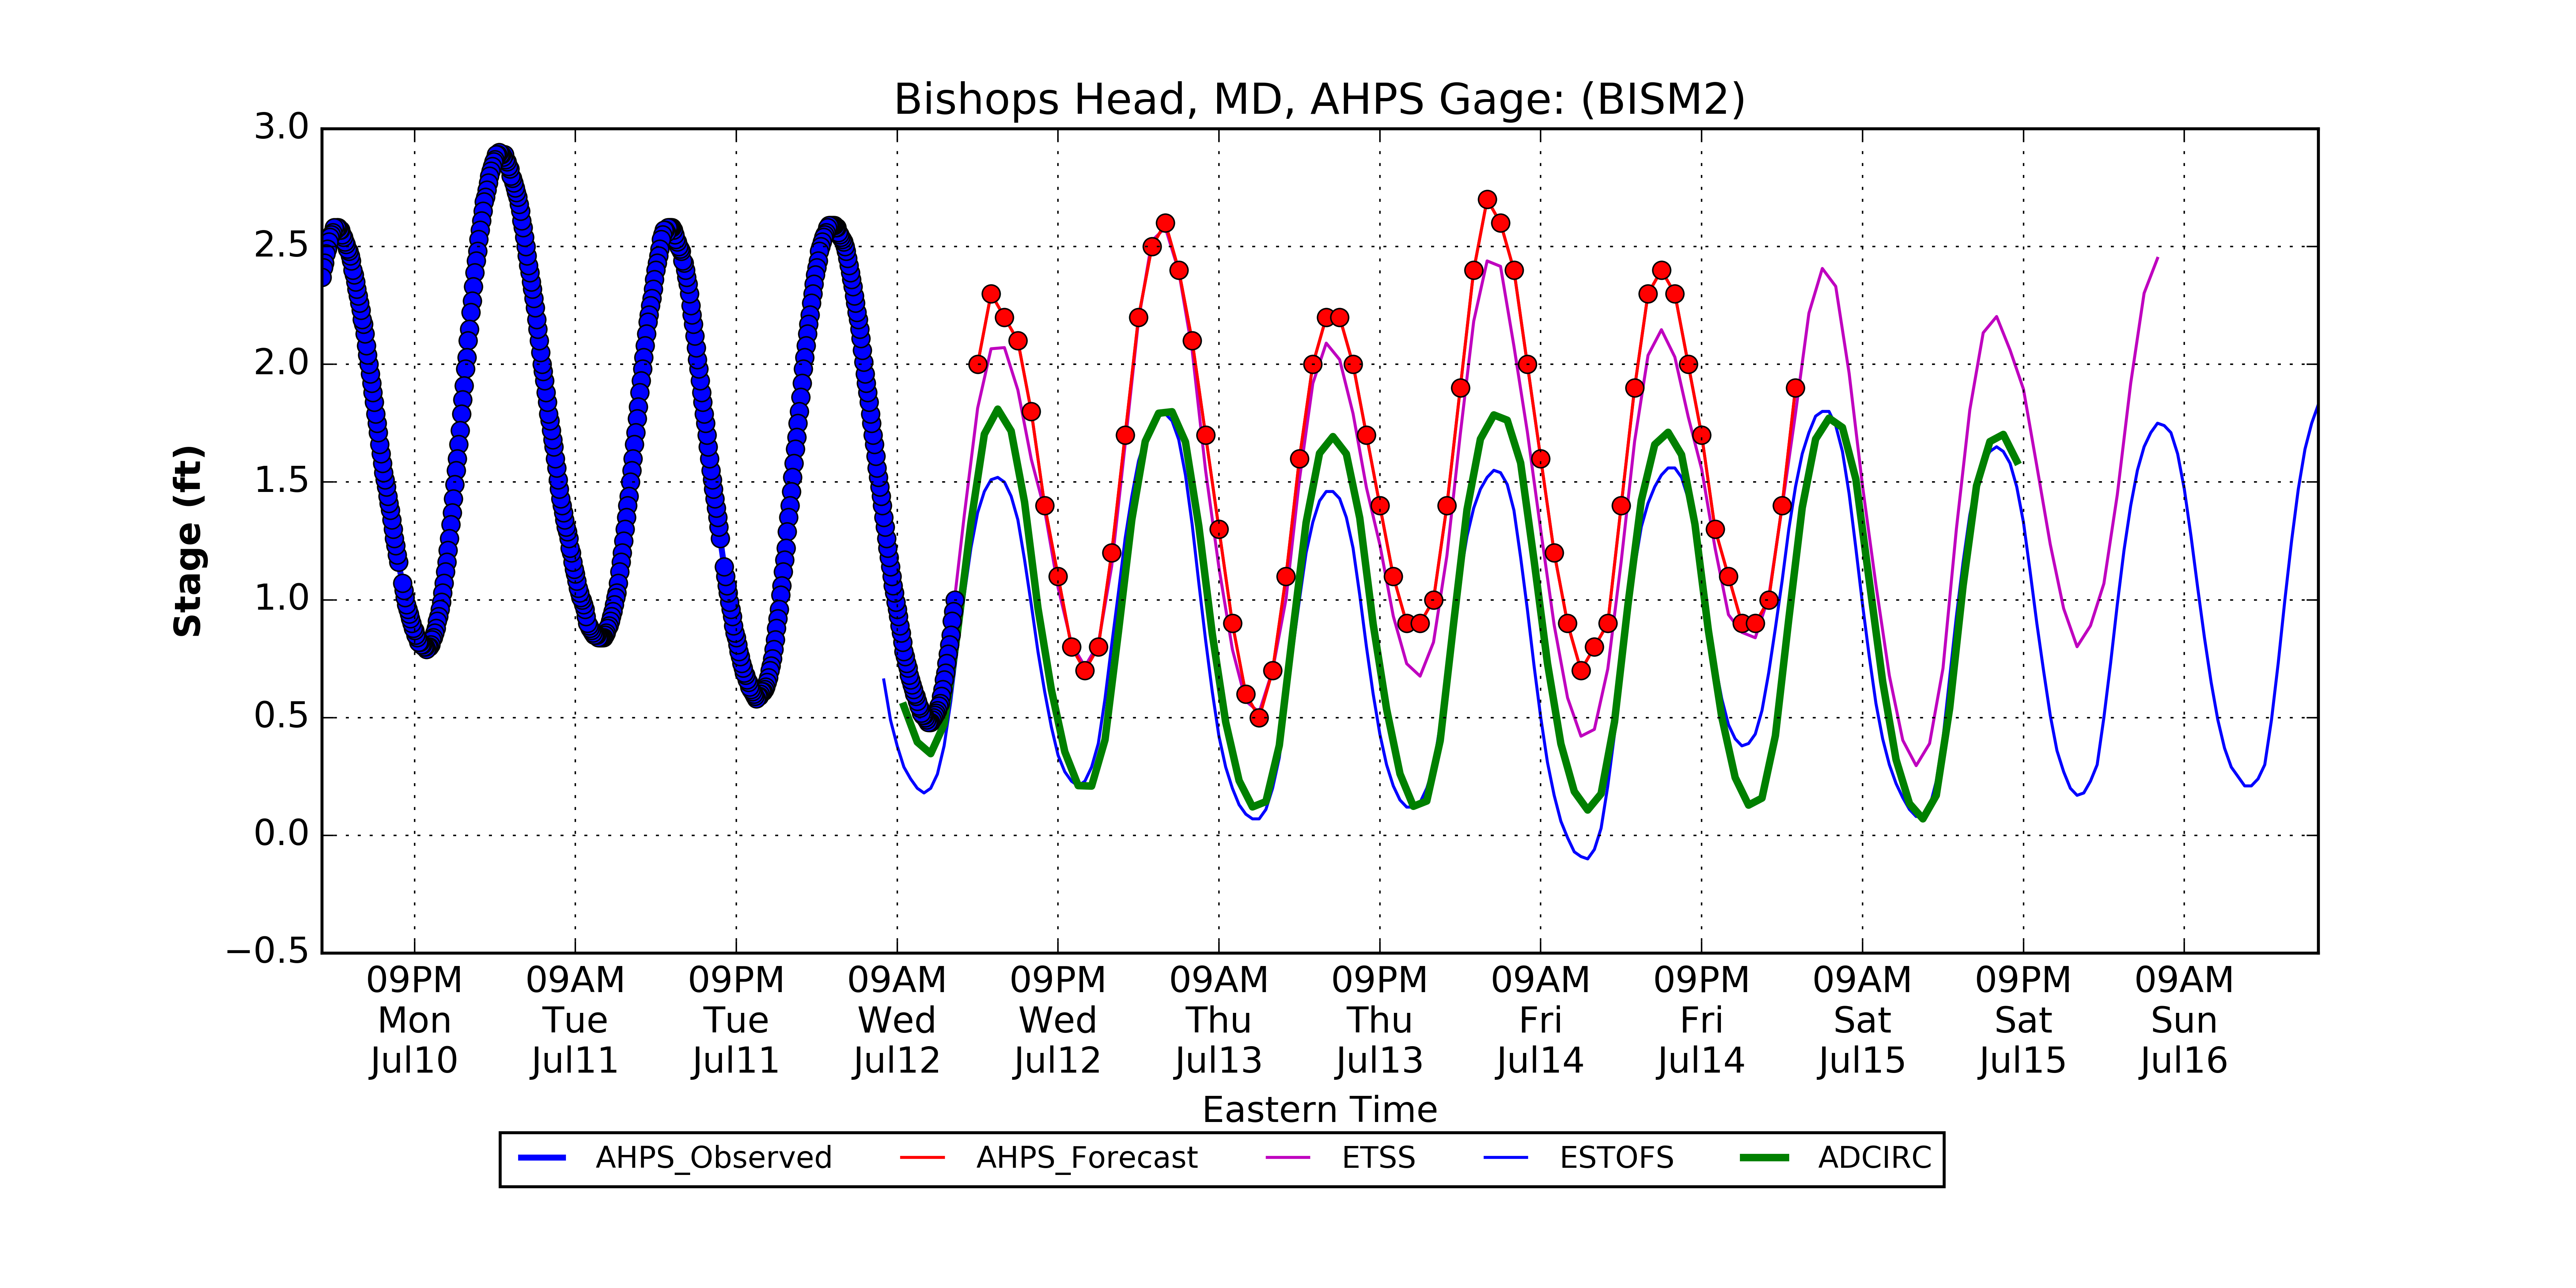 Bishops Head, MD, AHPS Gage: (BISM2)
3.0
2.5
2.0
1.5
1.0
0.5
0.0
−0.5
Stage (ft)
09PM 09AM 09PM 09AM 09PM 09AM 09PM 09AM 09PM 09AM 09PM 09AM
Mon Tue Tue Wed Wed Thu Thu Fri Fri Sat Sat Sun
Jul10 Jul11 Jul11 Jul12 Jul12 Jul13 Jul13 Jul14 Jul14 Jul15 Jul15 Jul16
Eastern Time
AHPS_Observed AHPS_Forecast ETSS ESTOFS ADCIRC